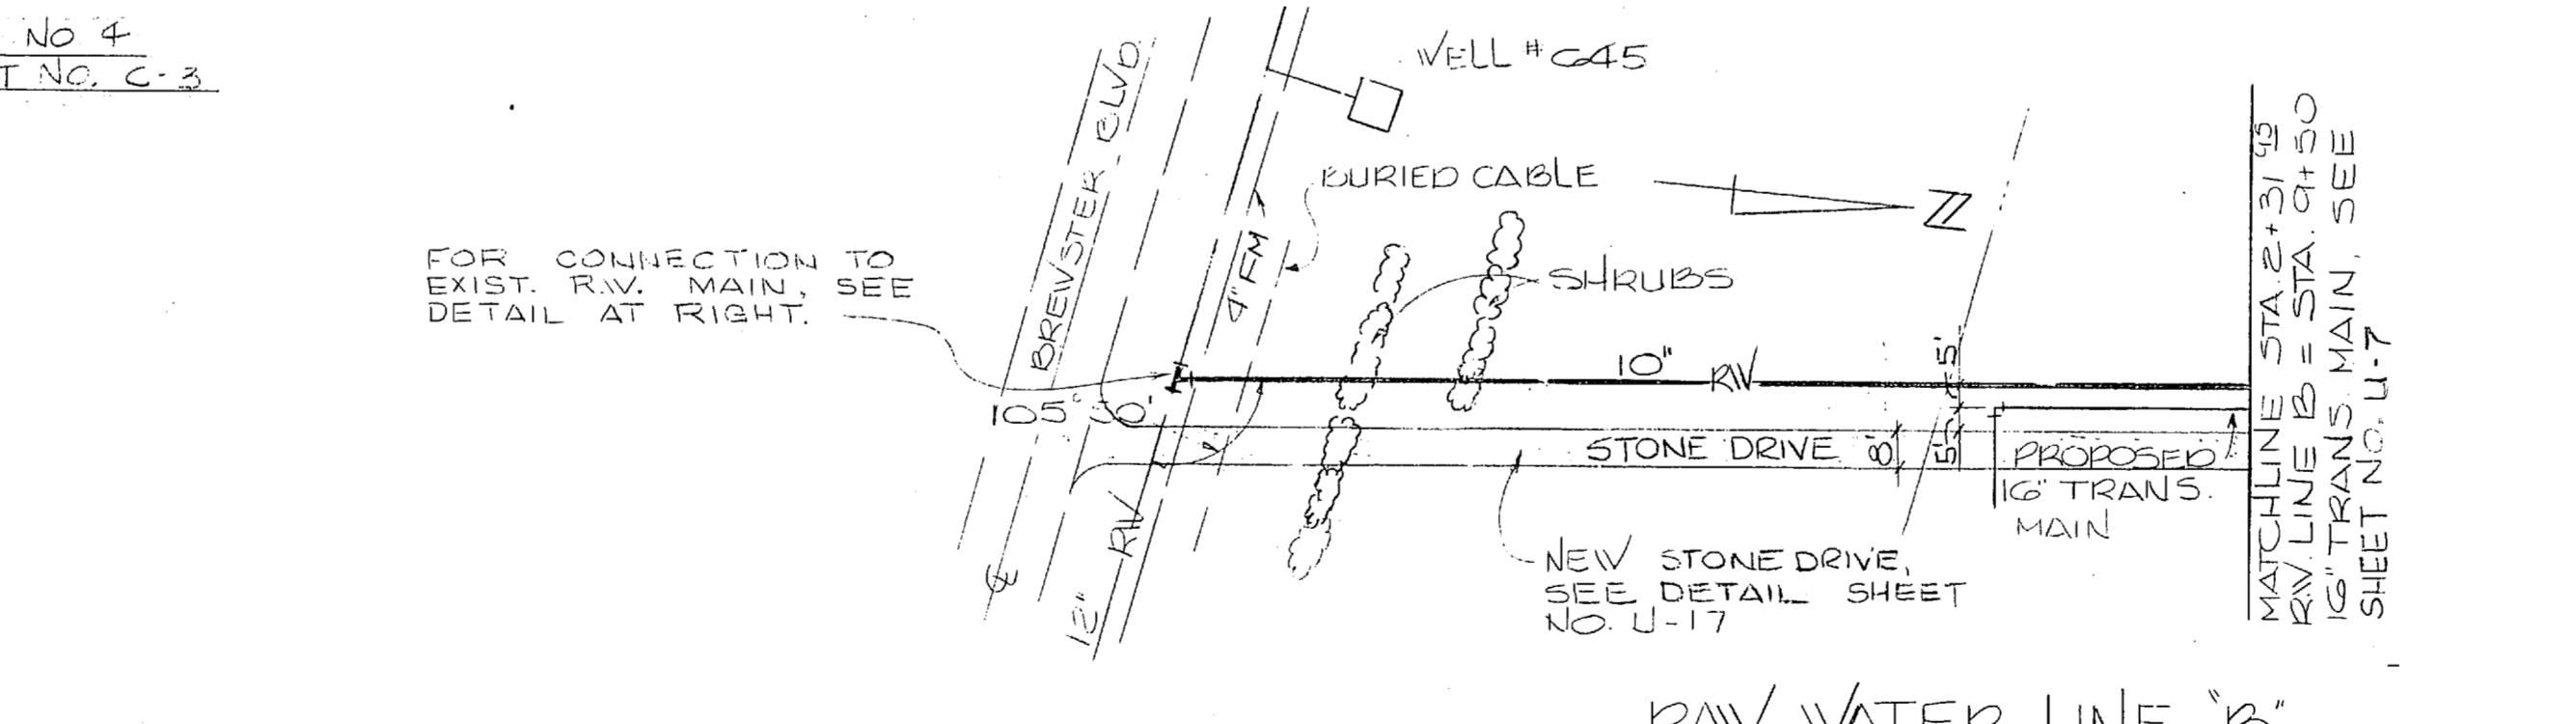 NO 4
T NO. C-3
WELL #645
BREWSTER BLVD.
BURIED CABLE
4" FM
SHRUBS
FOR CONNECTION TO
EXIST. R.W. MAIN, SEE
DETAIL AT RIGHT.
10" RW
5'
105° 00'
STONE DRIVE
8'
5'
PROPOSED
16" TRANS.
MAIN
NEW STONE DRIVE,
SEE DETAIL SHEET
NO. U-17
12" RW
MATCHLINE STA. 2+31 45
R.W. LINE B = STA. 9+50
16" TRANS. MAIN, SEE
SHEET NO. U-7
RAW WATER LINE "B"